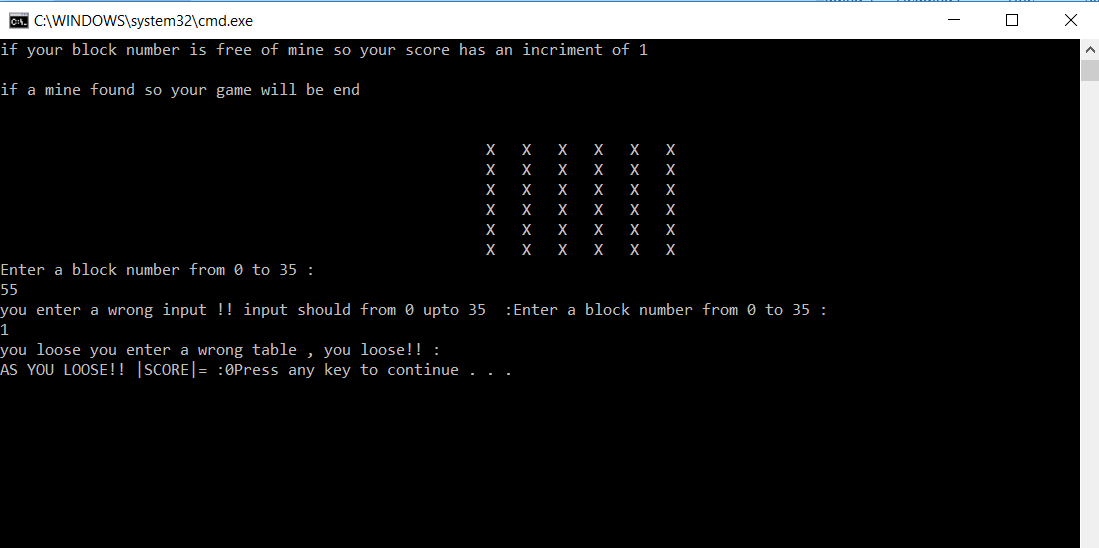 C:\WINDOWS\system32\cmd.exe
if your block number is free of mine so your score has an incriment of 1
if a mine found so your game will be end
X X X X X X
X X X X X X
X X X X X X
X X X X X X
X X X X X X
X X X X X X
Enter a block number from 0 to 35 :
55
you enter a wrong input !! input should from 0 upto 35  :Enter a block number from 0 to 35 :
1
you loose you enter a wrong table , you loose!! :
AS YOU LOOSE!! |SCORE|= :0Press any key to continue . . .